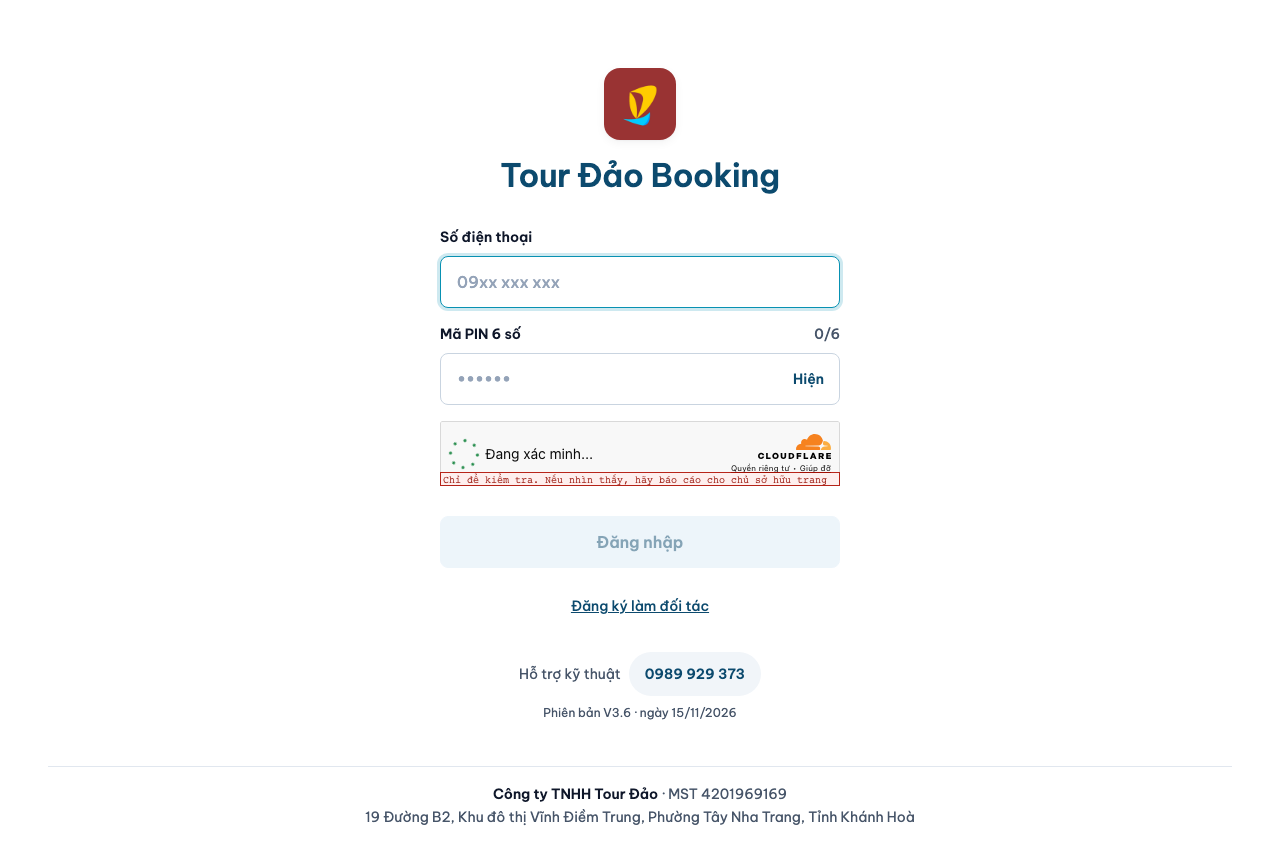 Tour Đảo Booking
Số điện thoại
09xx xxx xxx
Mã PIN 6 số 0/6
•••••• Hiện
Đang xác minh...
CLOUDFLARE
Quyền riêng tư • Giúp đỡ
Chỉ để kiểm tra. Nếu nhìn thấy, hãy báo cáo cho chủ sở hữu trang
Đăng nhập
Đăng ký làm đối tác
Hỗ trợ kỹ thuật 0989 929 373
Phiên bản V3.6 · ngày 15/11/2026
Công ty TNHH Tour Đảo · MST 4201969169
19 Đường B2, Khu đô thị Vĩnh Điềm Trung, Phường Tây Nha Trang, Tỉnh Khánh Hoà